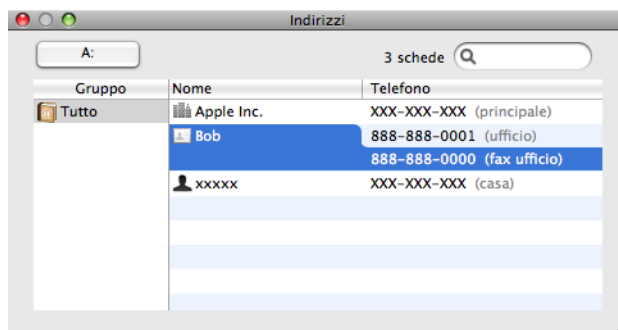 Indirizzi
A:
3 schede
Gruppo Nome Telefono
Tutto Apple Inc. XXX-XXX-XXX (principale)
Bob 888-888-0001 (ufficio)
888-888-0000 (fax ufficio)
xxxxx XXX-XXX-XXX (casa)